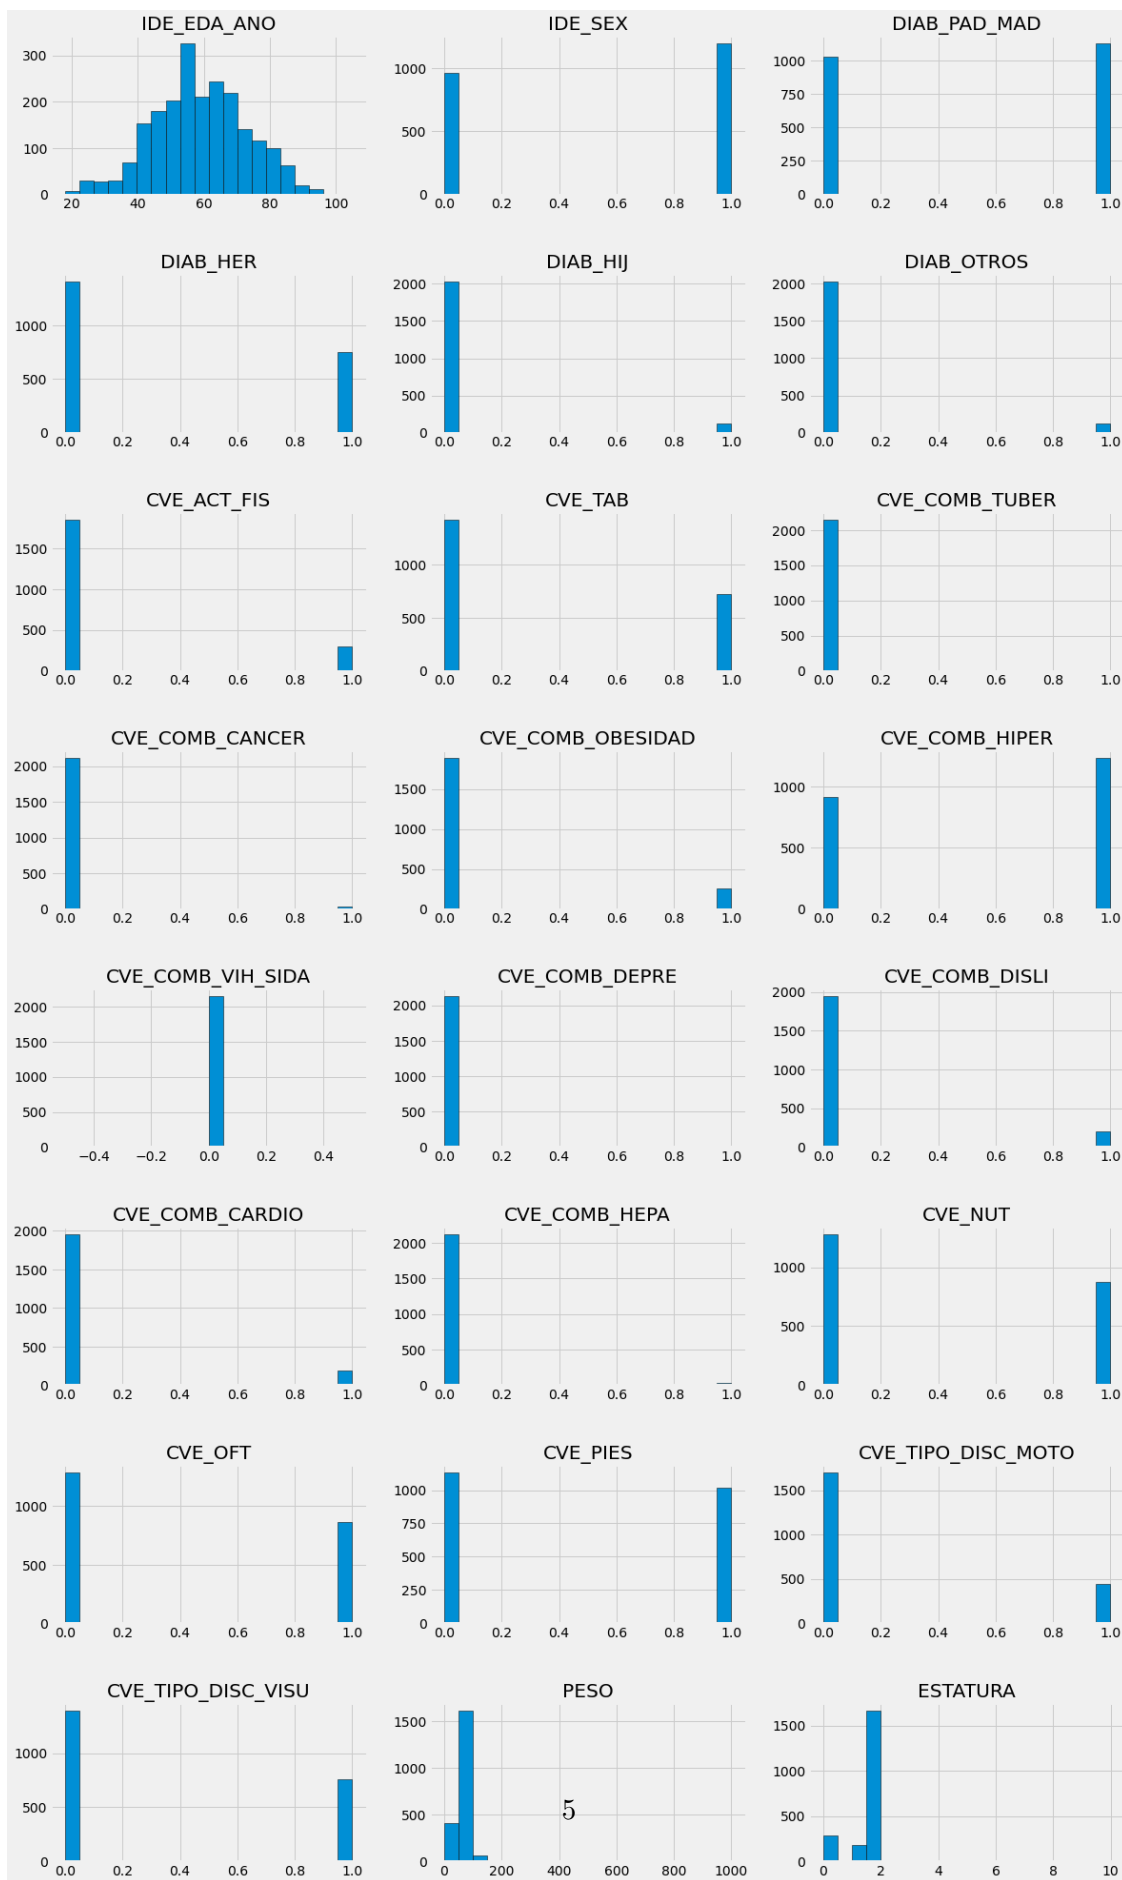 IDE_EDA_ANO IDE_SEX DIAB_PAD_MAD
300 200 100 0 1000 500 0 1000 750 500 250 0
20 40 60 80 100 0.0 0.2 0.4 0.6 0.8 1.0 0.0 0.2 0.4 0.6 0.8 1.0
DIAB_HER DIAB_HIJ DIAB_OTROS
1000 500 0 2000 1500 1000 500 0 2000 1500 1000 500 0
0.0 0.2 0.4 0.6 0.8 1.0 0.0 0.2 0.4 0.6 0.8 1.0 0.0 0.2 0.4 0.6 0.8 1.0
CVE_ACT_FIS CVE_TAB CVE_COMB_TUBER
1500 1000 500 0 1000 500 0 2000 1500 1000 500 0
0.0 0.2 0.4 0.6 0.8 1.0 0.0 0.2 0.4 0.6 0.8 1.0 0.0 0.2 0.4 0.6 0.8 1.0
CVE_COMB_CANCER CVE_COMB_OBESIDAD CVE_COMB_HIPER
2000 1500 1000 500 0 1500 1000 500 0 1000 500 0
0.0 0.2 0.4 0.6 0.8 1.0 0.0 0.2 0.4 0.6 0.8 1.0 0.0 0.2 0.4 0.6 0.8 1.0
CVE_COMB_VIH_SIDA CVE_COMB_DEPRE CVE_COMB_DISLI
2000 1500 1000 500 0 2000 1500 1000 500 0 2000 1500 1000 500 0
−0.4 −0.2 0.0 0.2 0.4 0.0 0.2 0.4 0.6 0.8 1.0 0.0 0.2 0.4 0.6 0.8 1.0
CVE_COMB_CARDIO CVE_COMB_HEPA CVE_NUT
2000 1500 1000 500 0 2000 1500 1000 500 0 1000 500 0
0.0 0.2 0.4 0.6 0.8 1.0 0.0 0.2 0.4 0.6 0.8 1.0 0.0 0.2 0.4 0.6 0.8 1.0
CVE_OFT CVE_PIES CVE_TIPO_DISC_MOTO
1000 500 0 1000 750 500 250 0 1500 1000 500 0
0.0 0.2 0.4 0.6 0.8 1.0 0.0 0.2 0.4 0.6 0.8 1.0 0.0 0.2 0.4 0.6 0.8 1.0
CVE_TIPO_DISC_VISU PESO ESTATURA
1000 500 0 1500 1000 500 0 1500 1000 500 0
5
0.0 0.2 0.4 0.6 0.8 1.0 0 200 400 600 800 1000 0 2 4 6 8 10